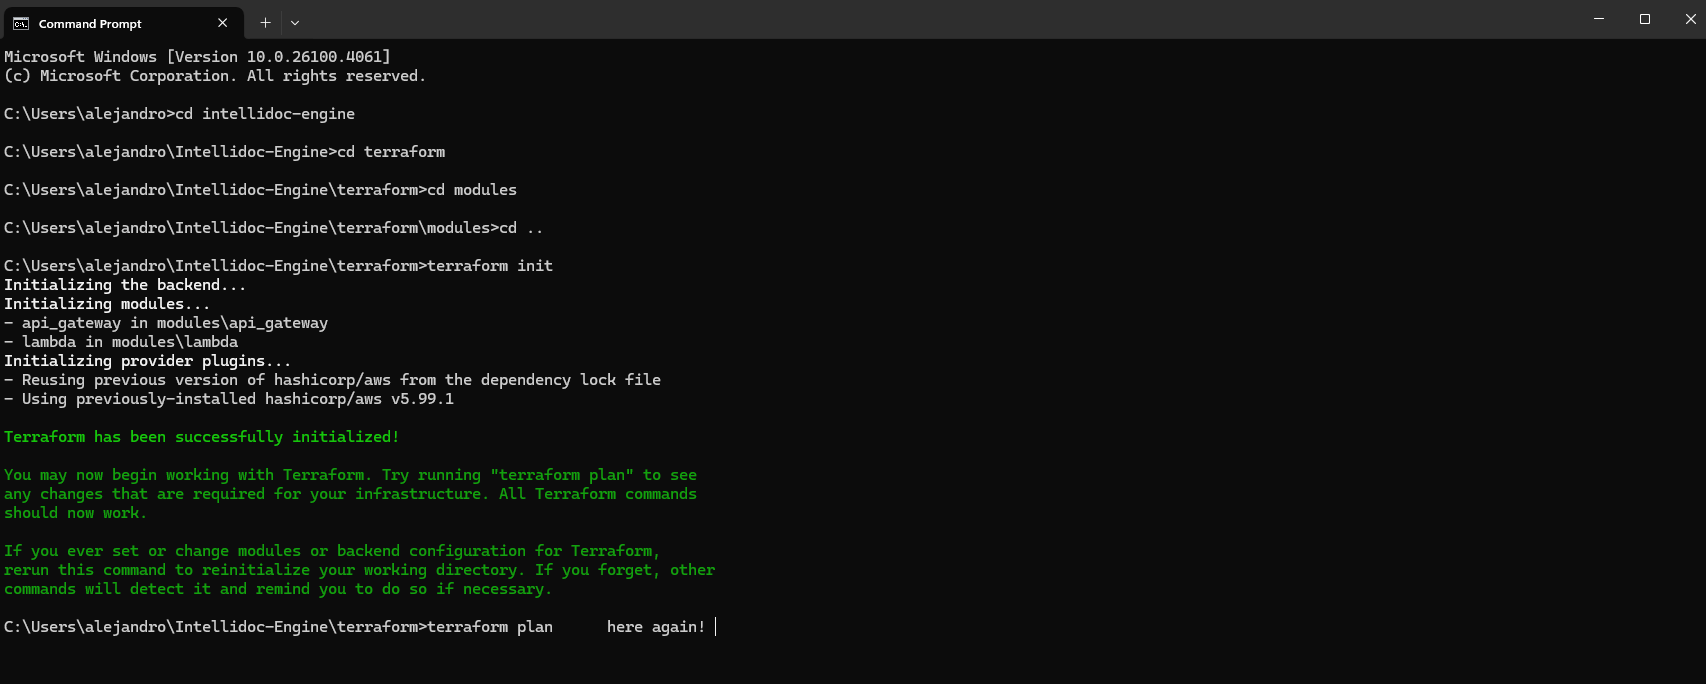 Command Prompt
Microsoft Windows [Version 10.0.26100.4061]
(c) Microsoft Corporation. All rights reserved.
C:\Users\alejandro>cd intellidoc-engine
C:\Users\alejandro\Intellidoc-Engine>cd terraform
C:\Users\alejandro\Intellidoc-Engine\terraform>cd modules
C:\Users\alejandro\Intellidoc-Engine\terraform\modules>cd ..
C:\Users\alejandro\Intellidoc-Engine\terraform>terraform init
Initializing the backend...
Initializing modules...
- api_gateway in modules\api_gateway
- lambda in modules\lambda
Initializing provider plugins...
- Reusing previous version of hashicorp/aws from the dependency lock file
- Using previously-installed hashicorp/aws v5.99.1
Terraform has been successfully initialized!
You may now begin working with Terraform. Try running "terraform plan" to see
any changes that are required for your infrastructure. All Terraform commands
should now work.
If you ever set or change modules or backend configuration for Terraform,
rerun this command to reinitialize your working directory. If you forget, other
commands will detect it and remind you to do so if necessary.
C:\Users\alejandro\Intellidoc-Engine\terraform>terraform plan      here again!